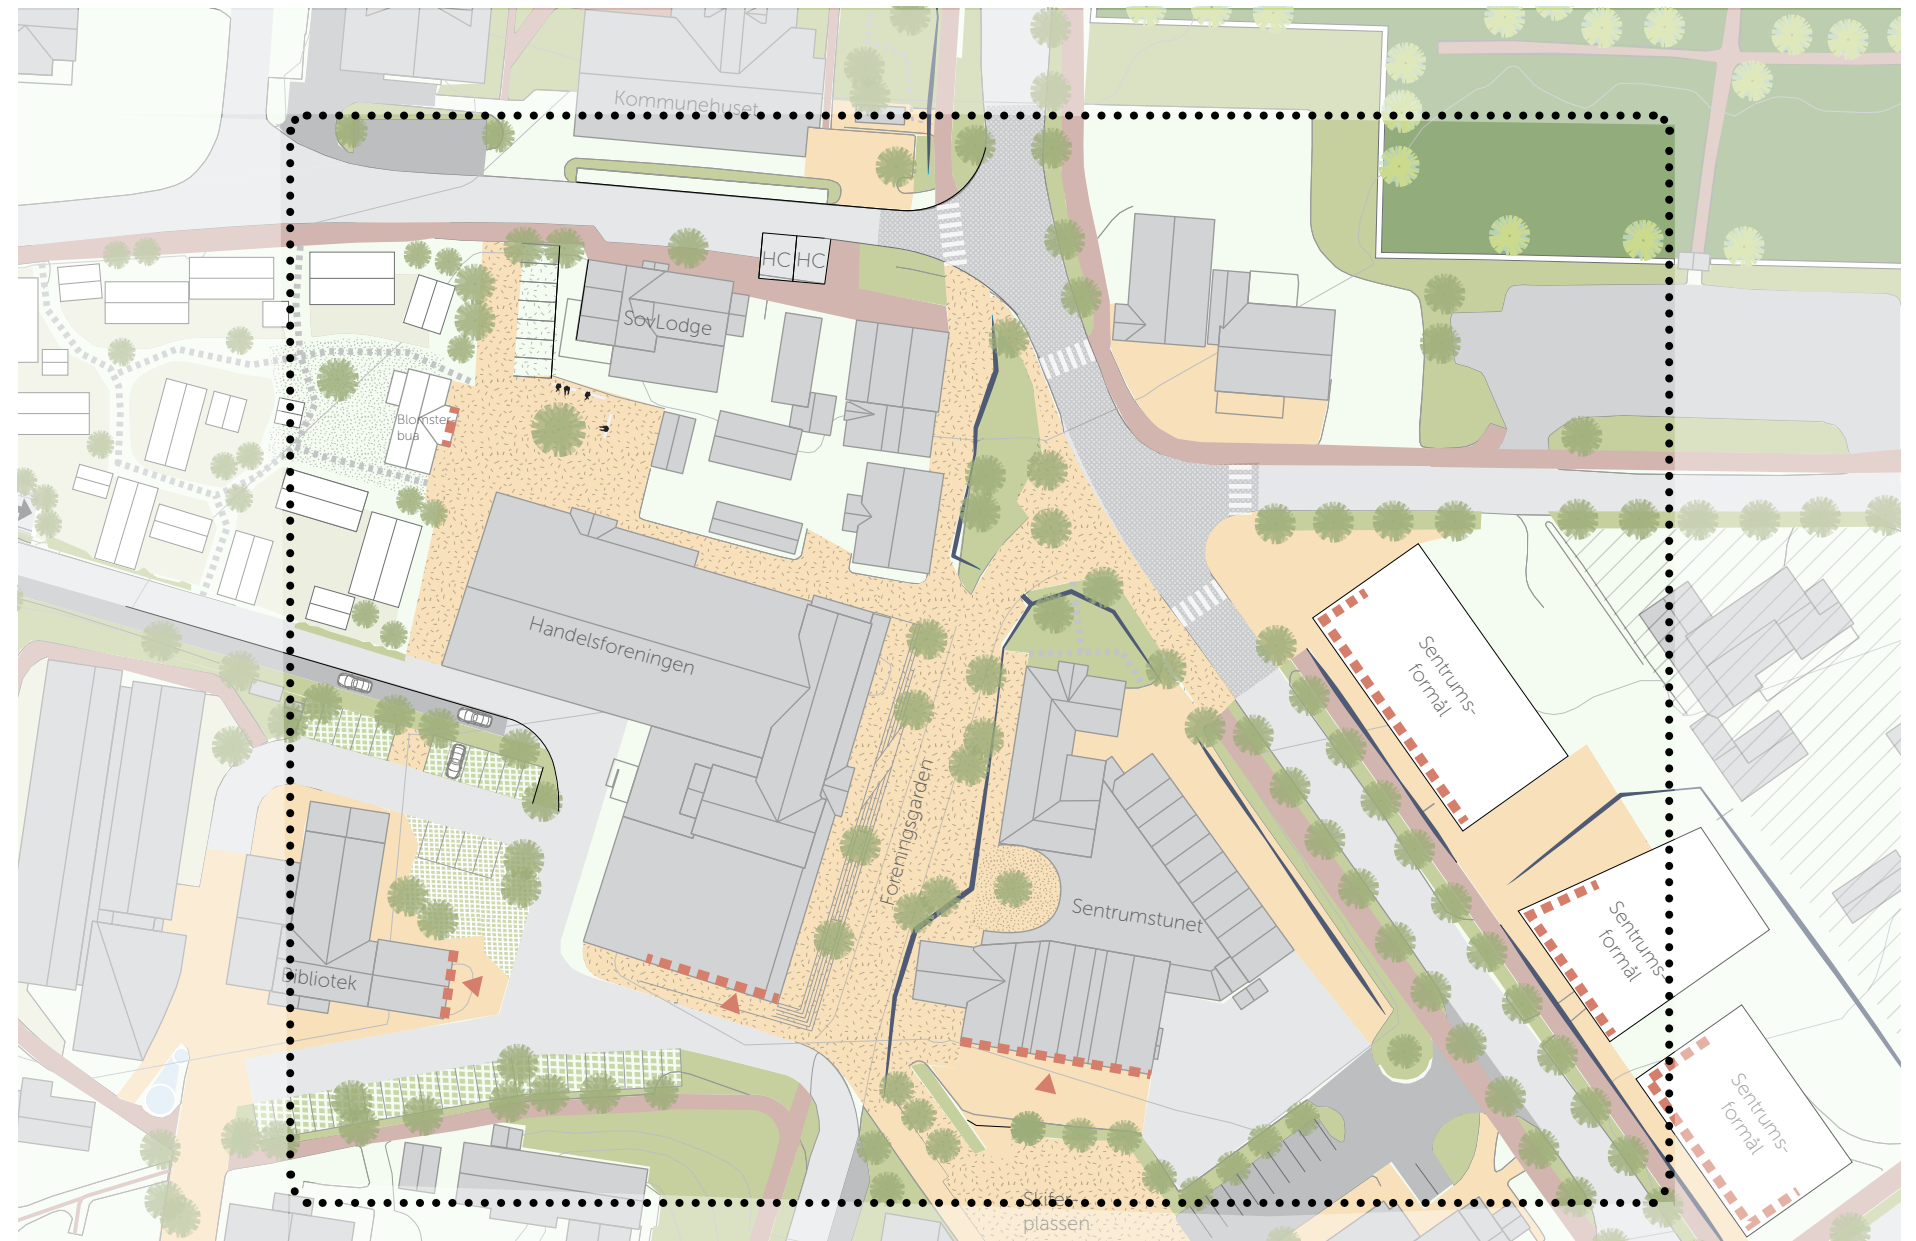 Kommunehuset
HC HC
SovLodge
Blomster-
bua
Handelsforeningen
Sentrums-
formål
Foreningsgarden
Sentrumstunet
Sentrums-
formål
Bibliotek
Sentrums-
formål
Skifer-
plassen